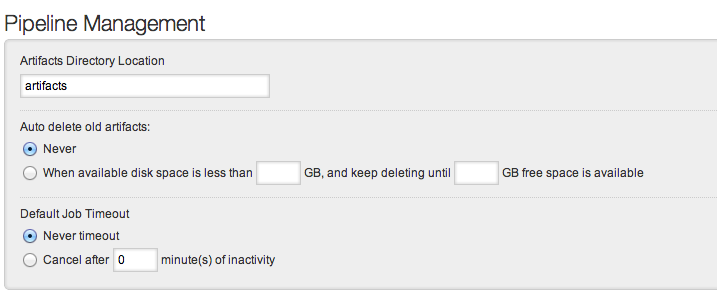 Pipeline Management
Artifacts Directory Location
artifacts
Auto delete old artifacts:
Never
When available disk space is less than GB, and keep deleting until GB free space is available
Default Job Timeout
Never timeout
Cancel after 0 minute(s) of inactivity